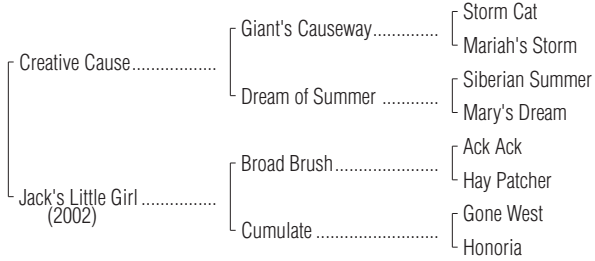 Storm Cat
Giant's Causeway..............
Mariah's Storm
Creative Cause..................
Siberian Summer
Dream of Summer ............
Mary's Dream
Ack Ack
Broad Brush......................
Hay Patcher
Jack's Little Girl ................
(2002)
Gone West
Cumulate ..........................
Honoria